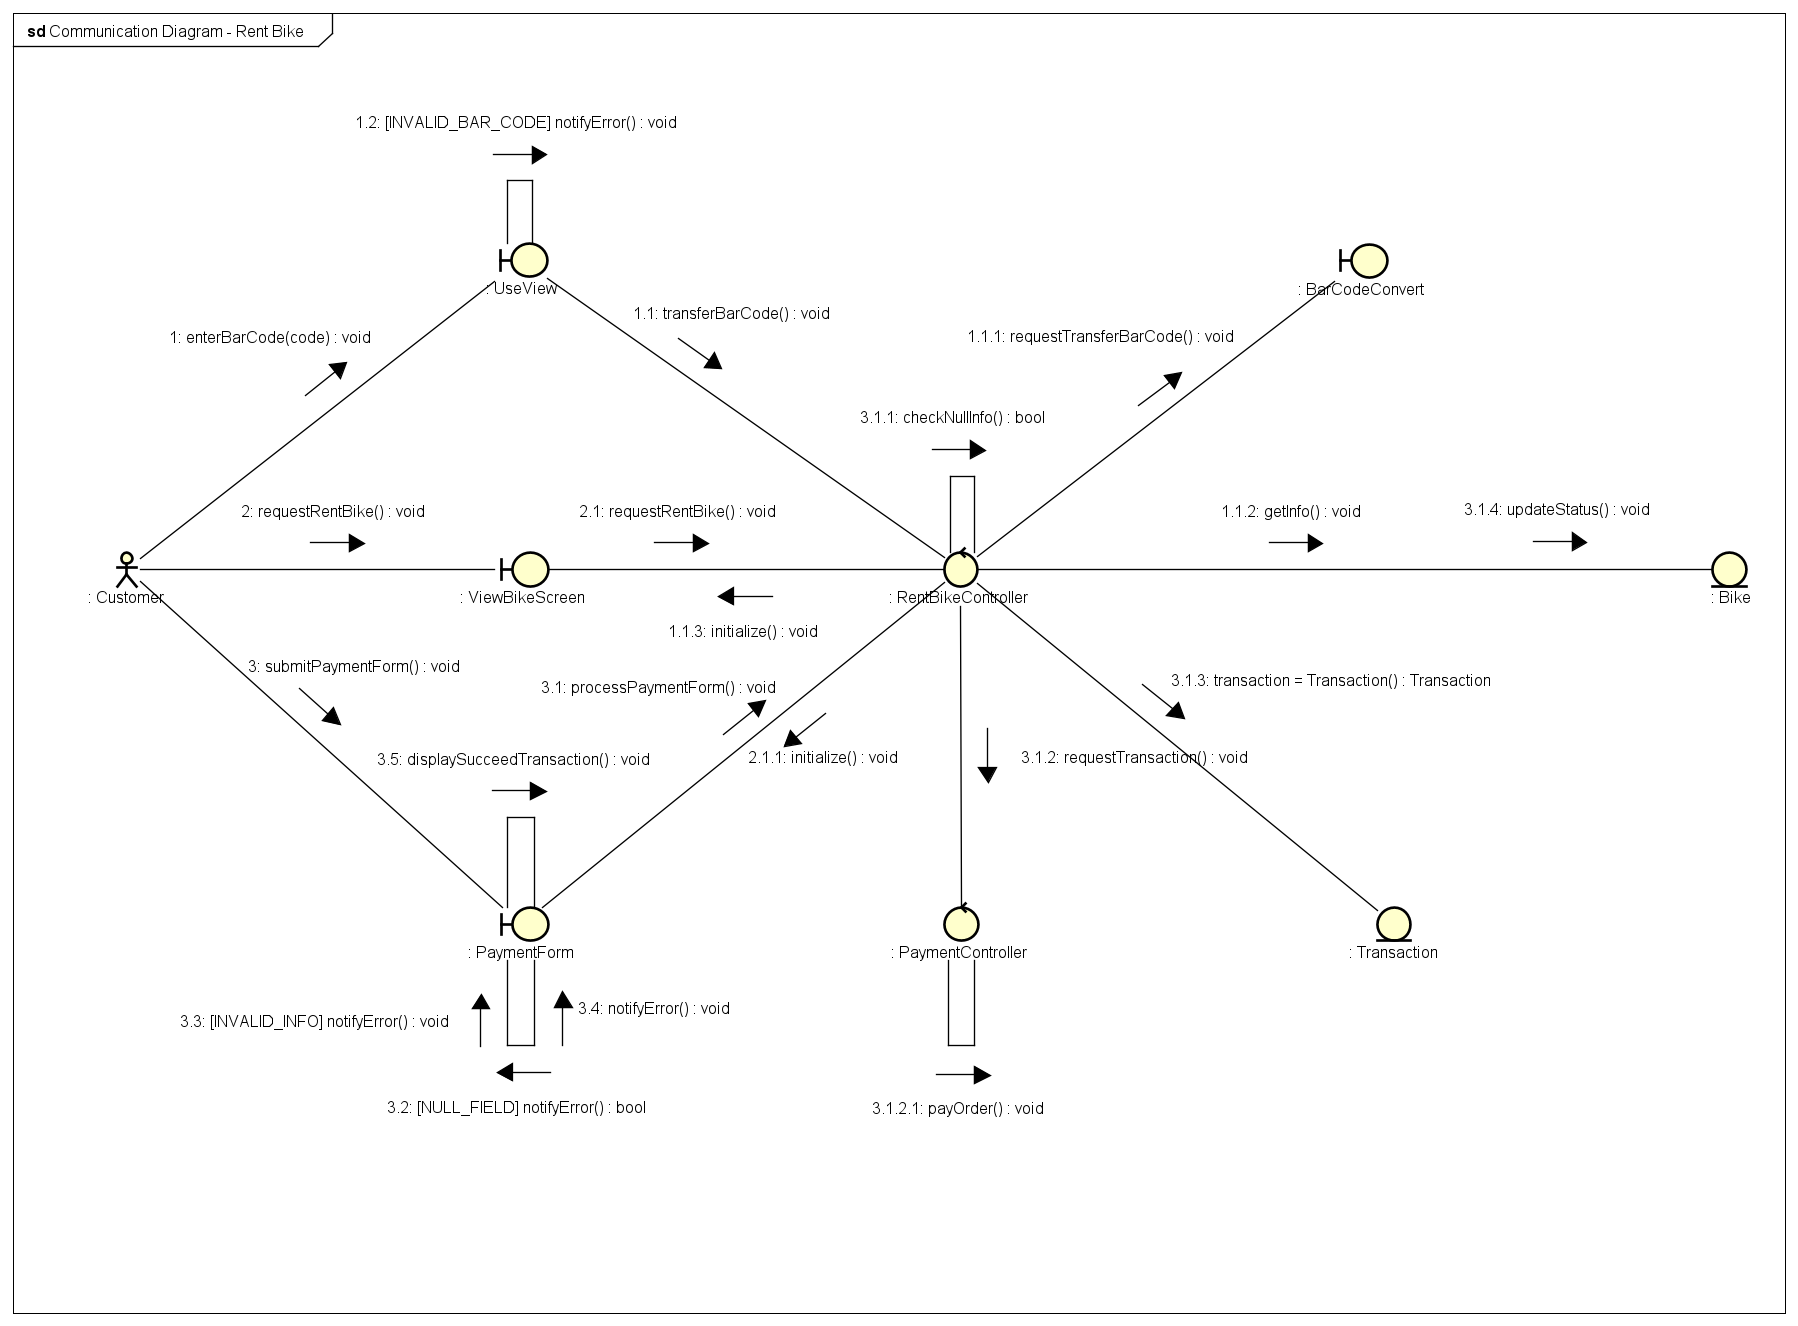 sd Communication Diagram - Rent Bike
1.2: [INVALID_BAR_CODE] notifyError() : void
: UseView
: BarCodeConvert
1.1: transferBarCode() : void
1: enterBarCode(code) : void
1.1.1: requestTransferBarCode() : void
3.1.1: checkNullInfo() : bool
2: requestRentBike() : void
2.1: requestRentBike() : void
1.1.2: getInfo() : void
3.1.4: updateStatus() : void
: Customer
: ViewBikeScreen
: RentBikeController
: Bike
1.1.3: initialize() : void
3: submitPaymentForm() : void
3.1: processPaymentForm() : void
3.1.3: transaction = Transaction() : Transaction
3.5: displaySucceedTransaction() : void
2.1.1: initialize() : void
3.1.2: requestTransaction() : void
: PaymentForm
: PaymentController
: Transaction
3.3: [INVALID_INFO] notifyError() : void
3.4: notifyError() : void
3.2: [NULL_FIELD] notifyError() : bool
3.1.2.1: payOrder() : void